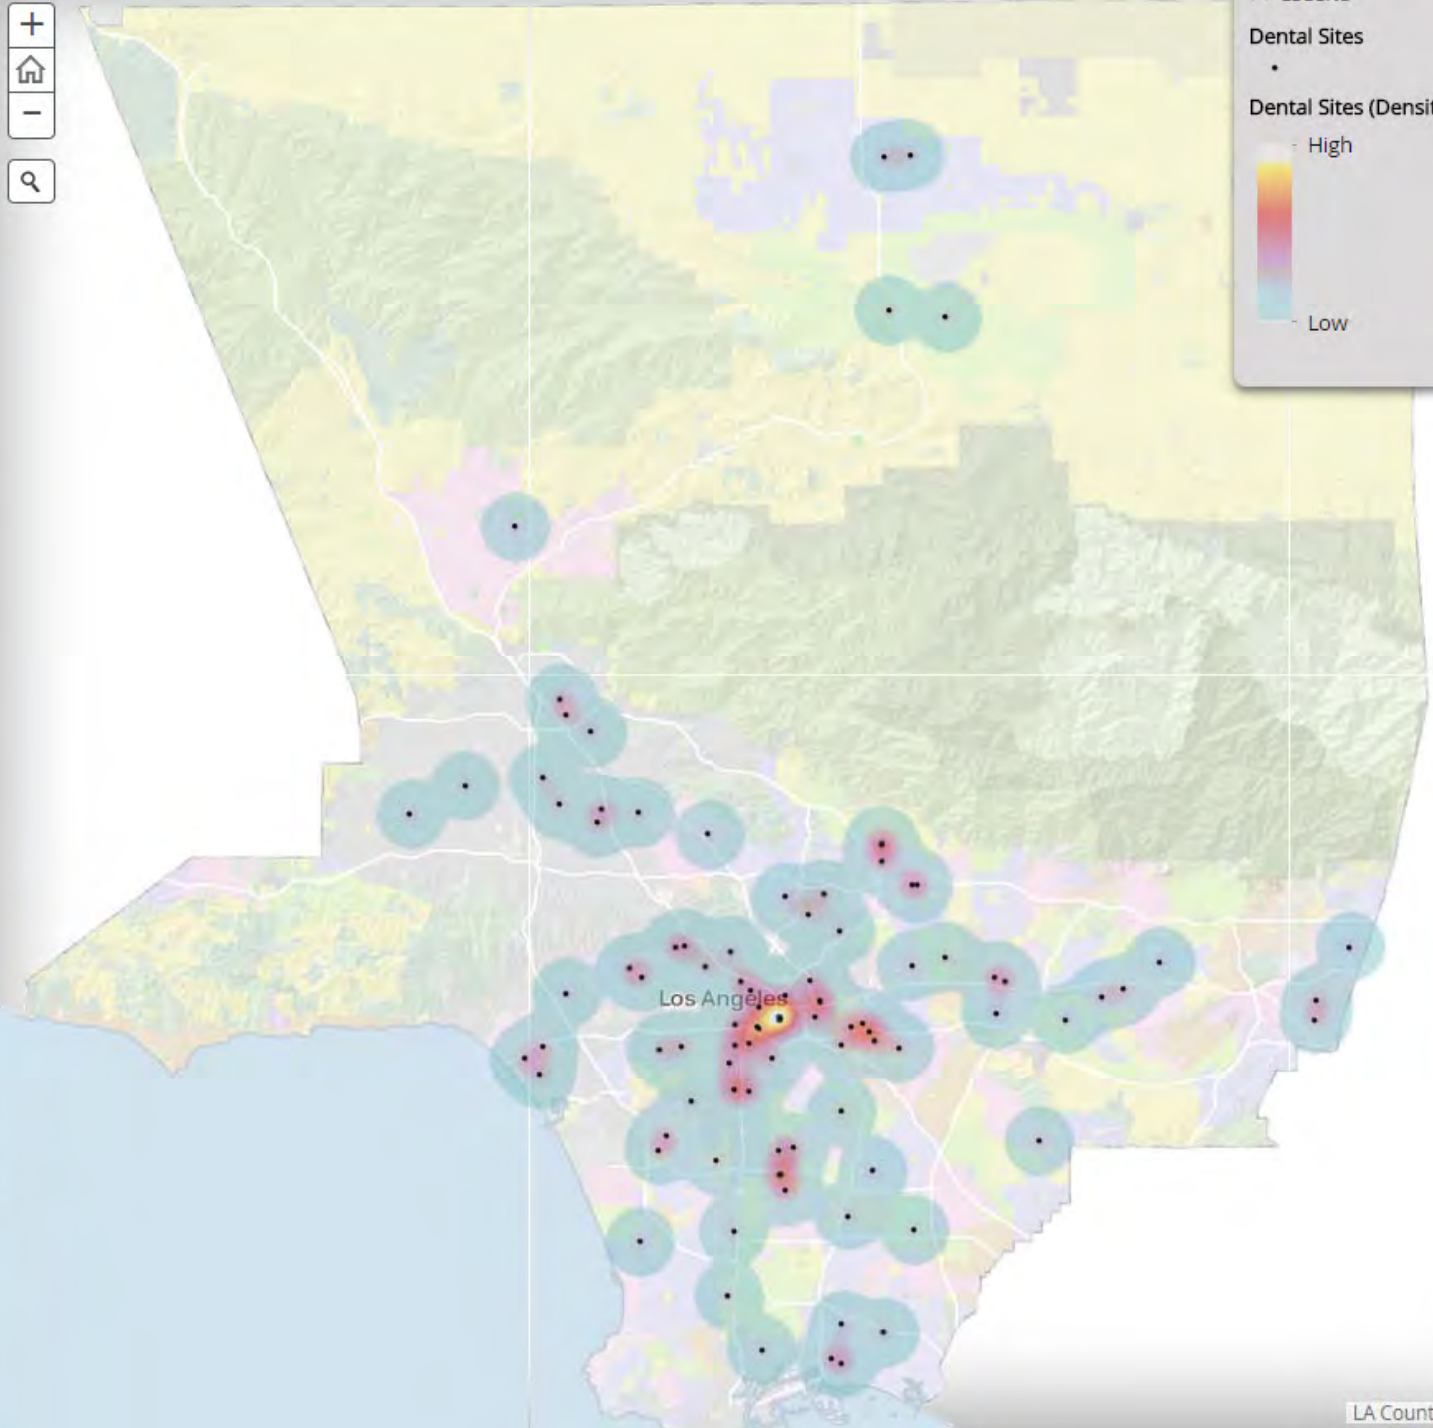 Dental Sites
Dental Sites (Densit
High
Low
Los Angeles
LA Count